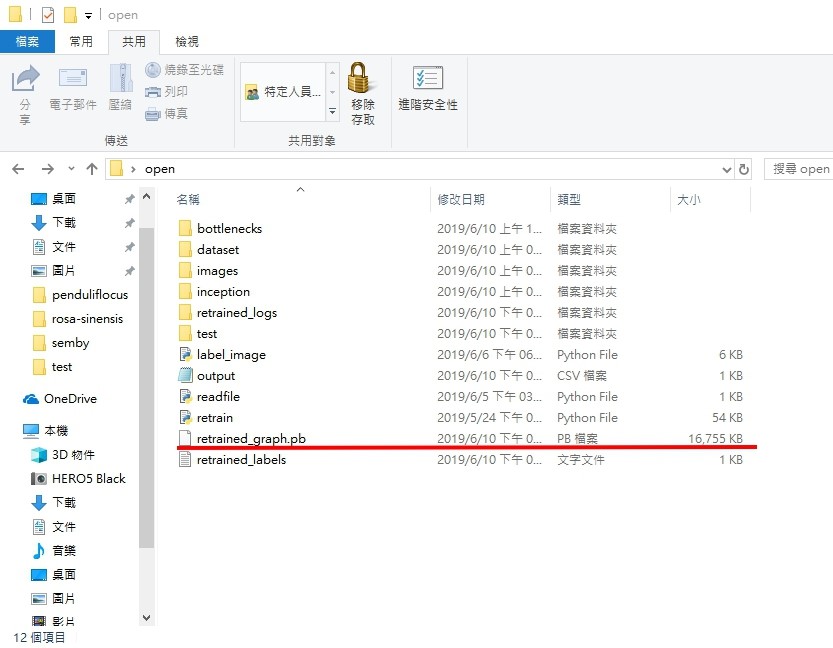 open
檔案 常用 共用 檢視
分享
電子郵件
壓縮
燒錄至光碟
列印
傳真
特定人員...
移除
存取
進階安全性
傳送
共用對象
open
搜尋 open
名稱 修改日期 類型 大小
桌面
下載
文件
圖片
penduliflocus
rosa-sinensis
semby
test
OneDrive
本機
3D 物件
HERO5 Black
下載
文件
音樂
桌面
圖片
影片
bottlenecks 2019/6/10 上午 1... 檔案資料夾
dataset 2019/6/10 上午 0... 檔案資料夾
images 2019/6/10 上午 0... 檔案資料夾
inception 2019/6/10 上午 0... 檔案資料夾
retrained_logs 2019/6/10 下午 0... 檔案資料夾
test 2019/6/10 下午 0... 檔案資料夾
label_image 2019/6/6 下午 06... Python File 6 KB
output 2019/6/10 下午 0... CSV 檔案 1 KB
readfile 2019/6/5 下午 03... Python File 1 KB
retrain 2019/5/24 下午 0... Python File 54 KB
retrained_graph.pb 2019/6/10 下午 0... PB 檔案 16,755 KB
retrained_labels 2019/6/10 下午 0... 文字文件 1 KB
12 個項目